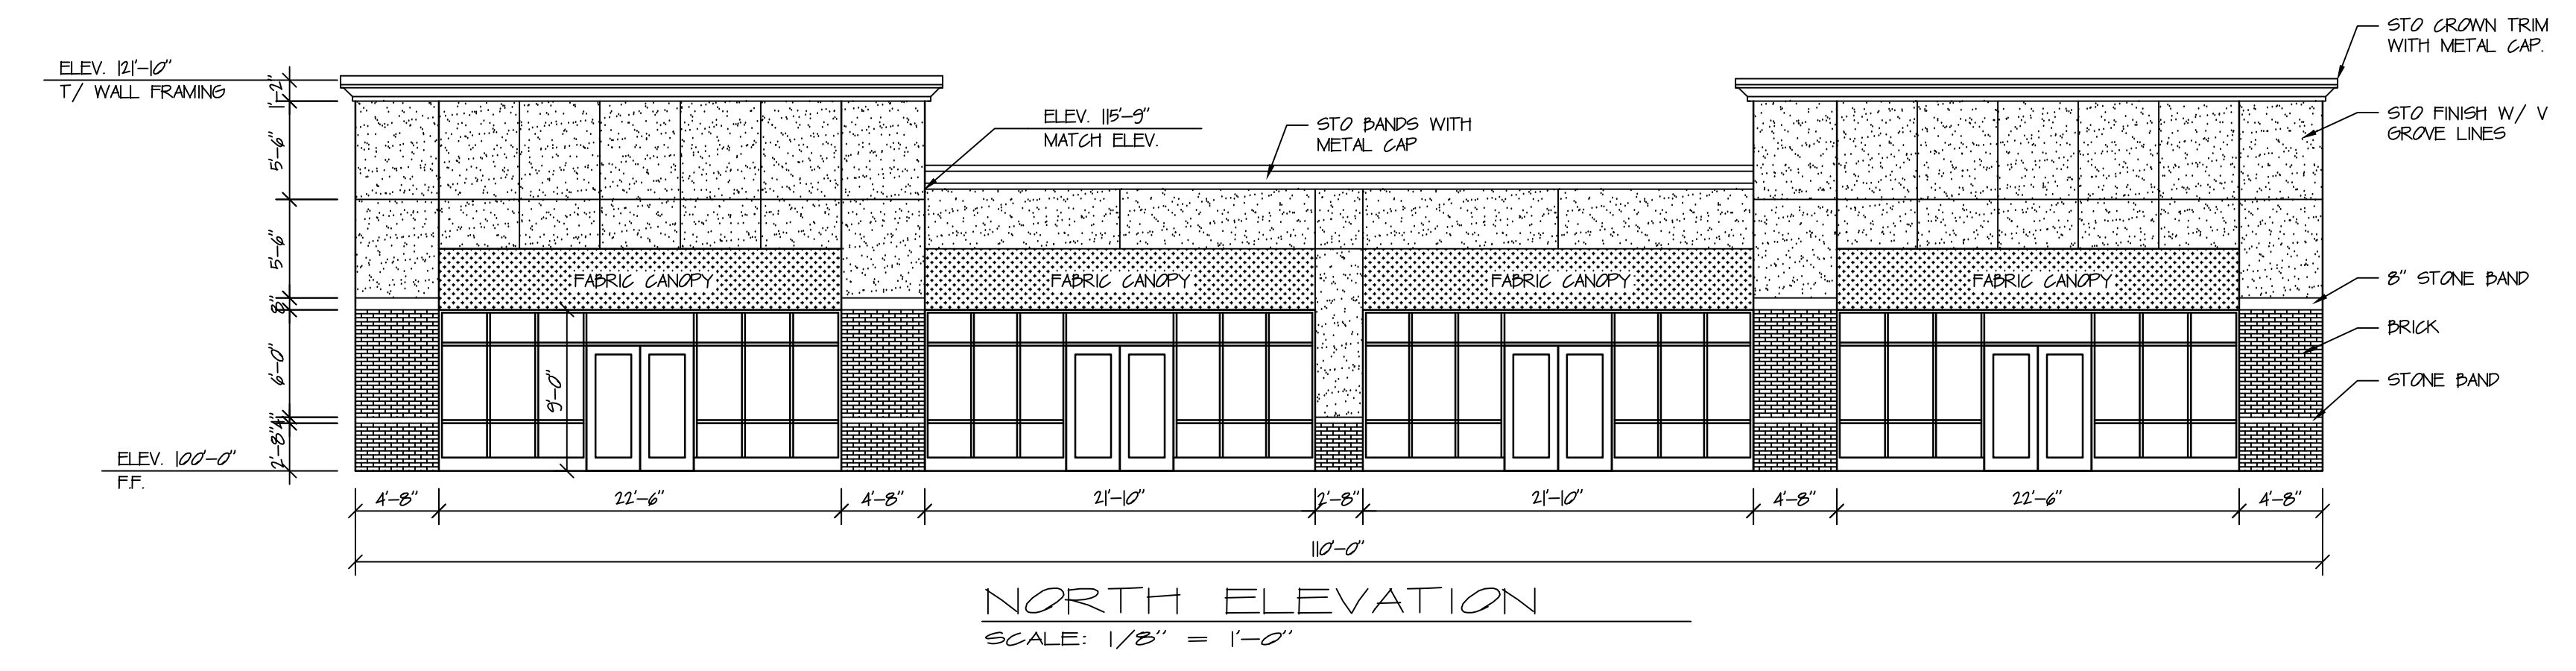 STO CROWN TRIM
WITH METAL CAP.
ELEV. 121'-10"
T/ WALL FRAMING
1'-2"
ELEV. 115'-9"
MATCH ELEV.
STO BANDS WITH
METAL CAP
STO FINISH W/ V
GROVE LINES
5'-6"
5'-6"
FABRIC CANOPY
FABRIC CANOPY
FABRIC CANOPY
FABRIC CANOPY
8" STONE BAND
8"
BRICK
6'-0"
9'-0"
STONE BAND
4"
2'-8"
ELEV. 100'-0"
F.F.
4'-8"
22'-6"
4'-8"
21'-10"
2'-8"
21'-10"
4'-8"
22'-6"
4'-8"
110'-0"
NORTH ELEVATION
SCALE: 1/8" = 1'-0"